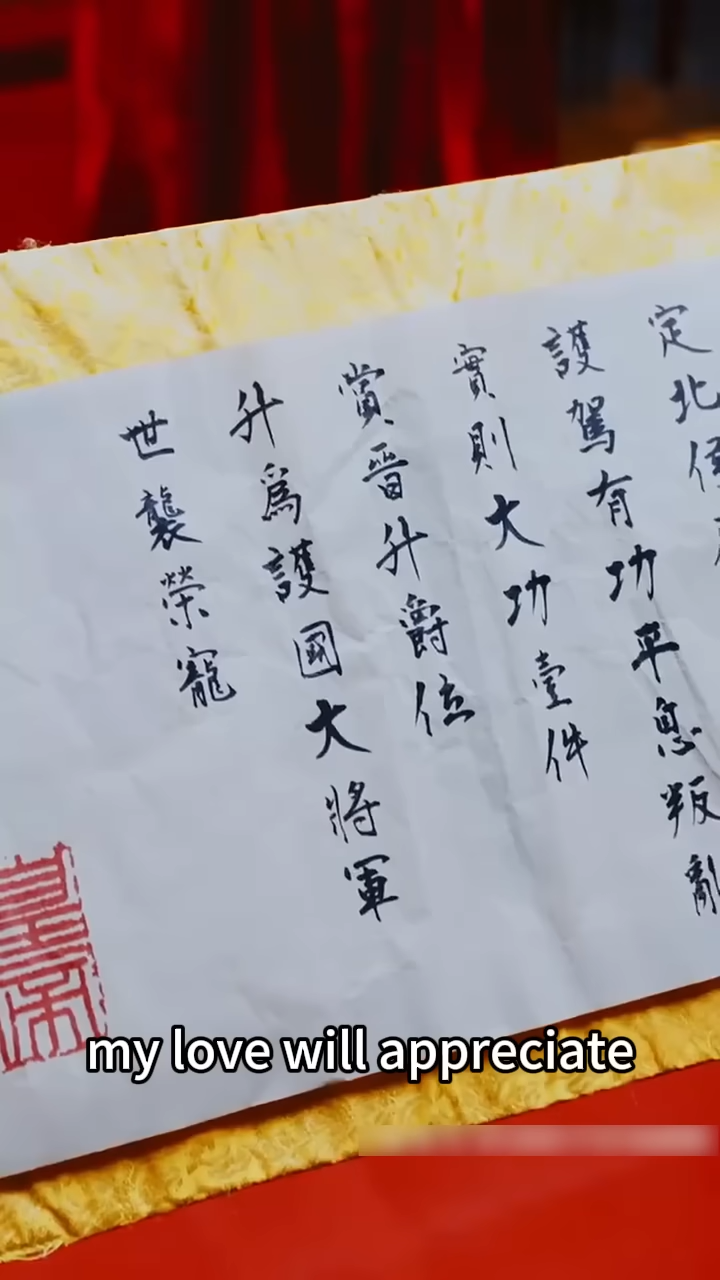 定北侯
護駕有功平息叛亂
實則大功壹件
賞晉升爵位
升爲護國大將軍
世襲榮寵
my love will appreciate